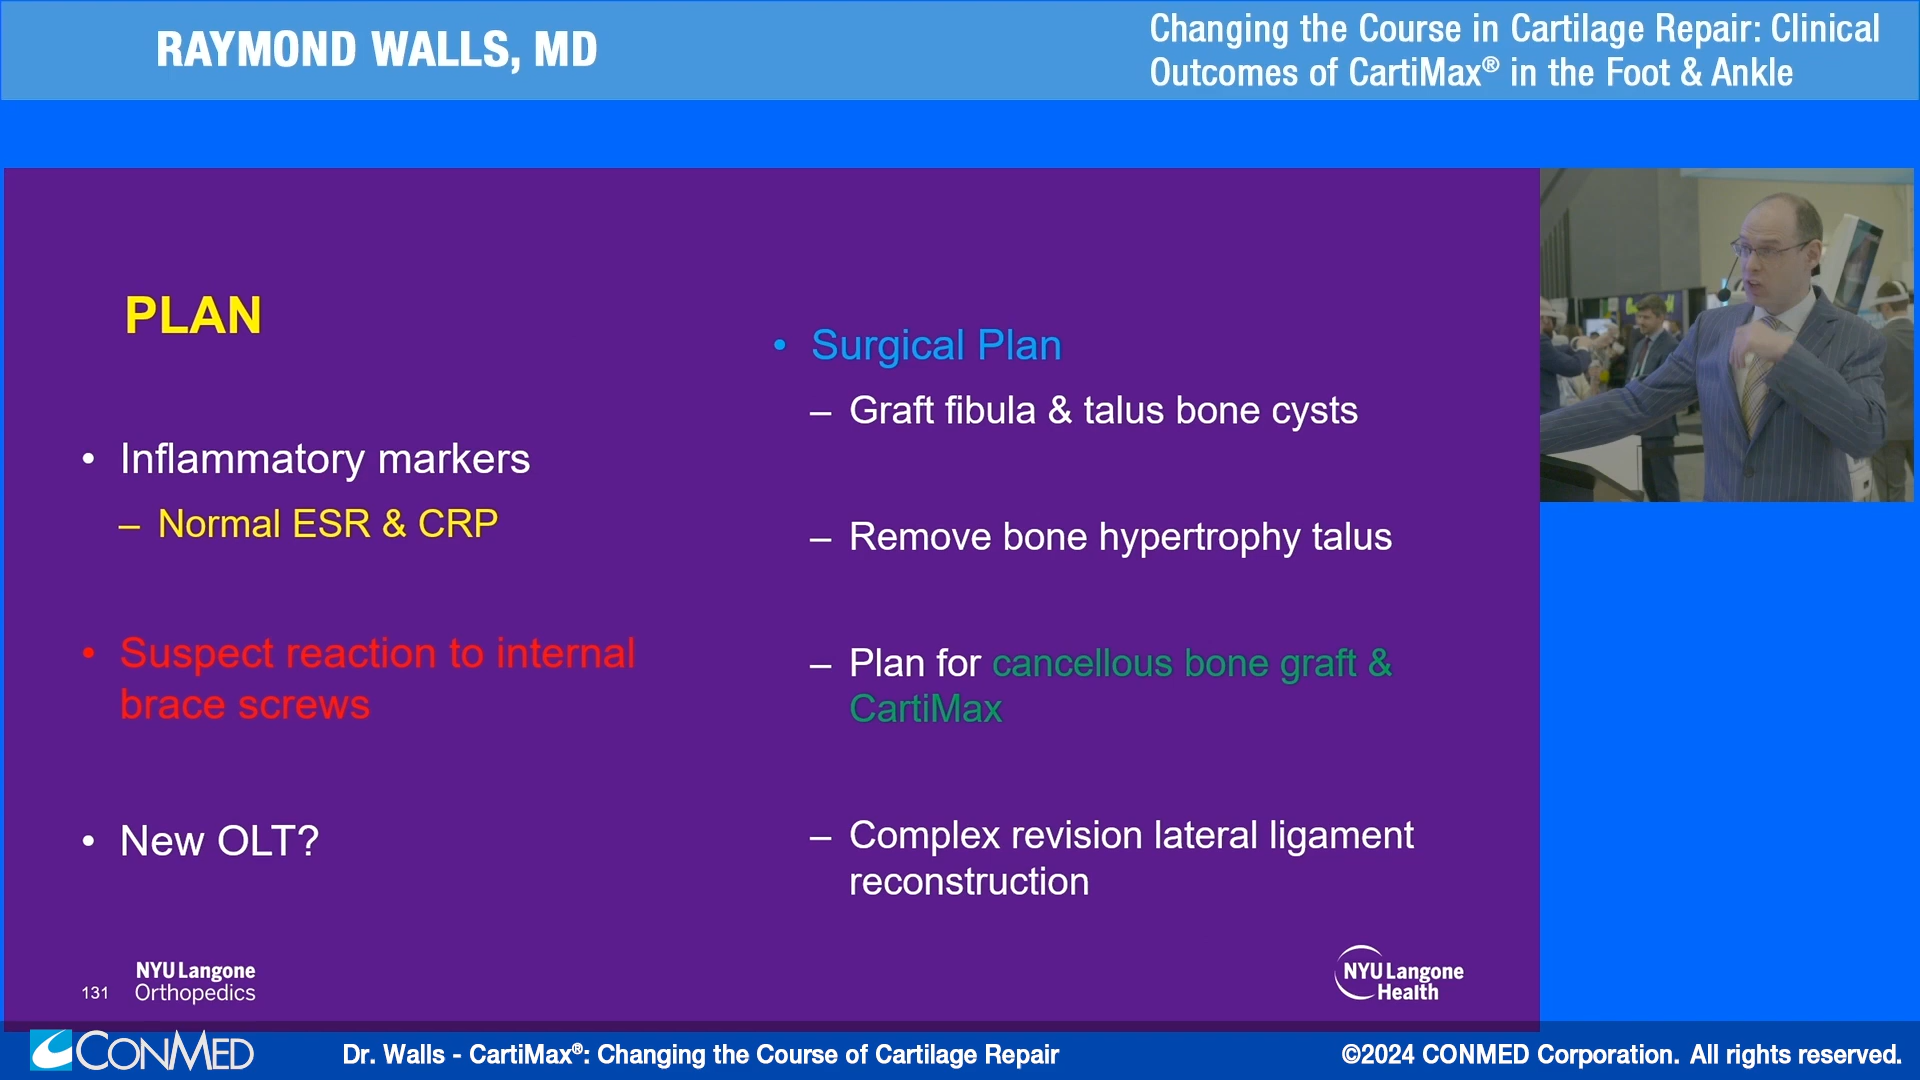 RAYMOND WALLS, MD
Changing the Course in Cartilage Repair: Clinical
Outcomes of CartiMax® in the Foot & Ankle
PLAN
• Inflammatory markers
– Normal ESR & CRP
• Suspect reaction to internal
brace screws
• New OLT?
• Surgical Plan
– Graft fibula & talus bone cysts
– Remove bone hypertrophy talus
– Plan for cancellous bone graft &
CartiMax
– Complex revision lateral ligament
reconstruction
131
NYU Langone
Orthopedics
NYU Langone
Health
CONMED
Dr. Walls - CartiMax®: Changing the Course of Cartilage Repair
©2024 CONMED Corporation. All rights reserved.